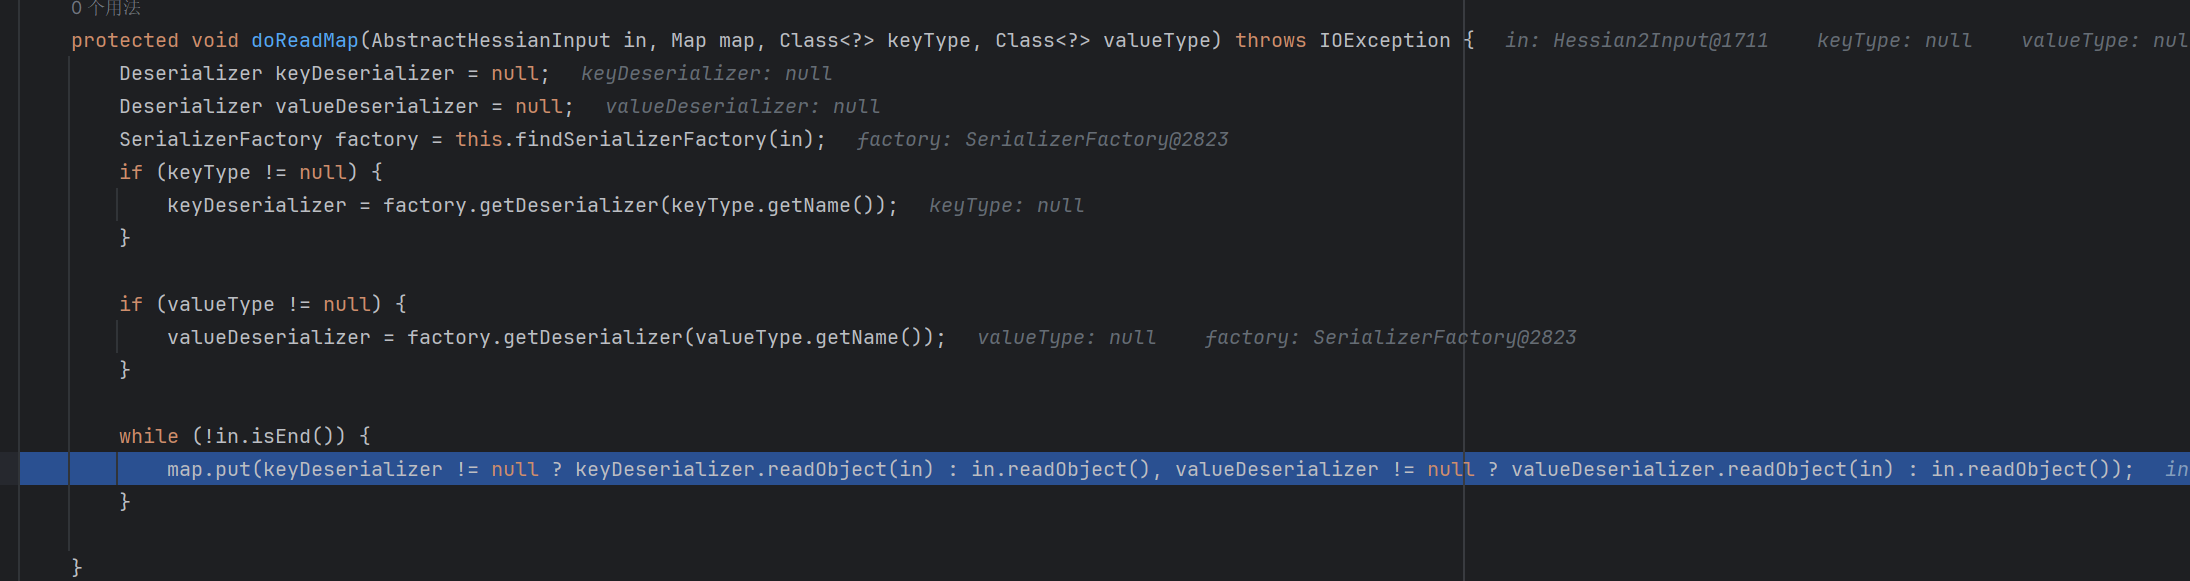 0 个用法
protected void doReadMap(AbstractHessianInput in, Map map, Class<?> keyType, Class<?> valueType) throws IOException {   in: Hessian2Input@1711    keyType: null    valueType: nul
    Deserializer keyDeserializer = null;   keyDeserializer: null
    Deserializer valueDeserializer = null;   valueDeserializer: null
    SerializerFactory factory = this.findSerializerFactory(in);   factory: SerializerFactory@2823
    if (keyType != null) {
        keyDeserializer = factory.getDeserializer(keyType.getName());   keyType: null
    }
    if (valueType != null) {
        valueDeserializer = factory.getDeserializer(valueType.getName());   valueType: null    factory: SerializerFactory@2823
    }
    while (!in.isEnd()) {
        map.put(keyDeserializer != null ? keyDeserializer.readObject(in) : in.readObject(), valueDeserializer != null ? valueDeserializer.readObject(in) : in.readObject());   in
    }
}